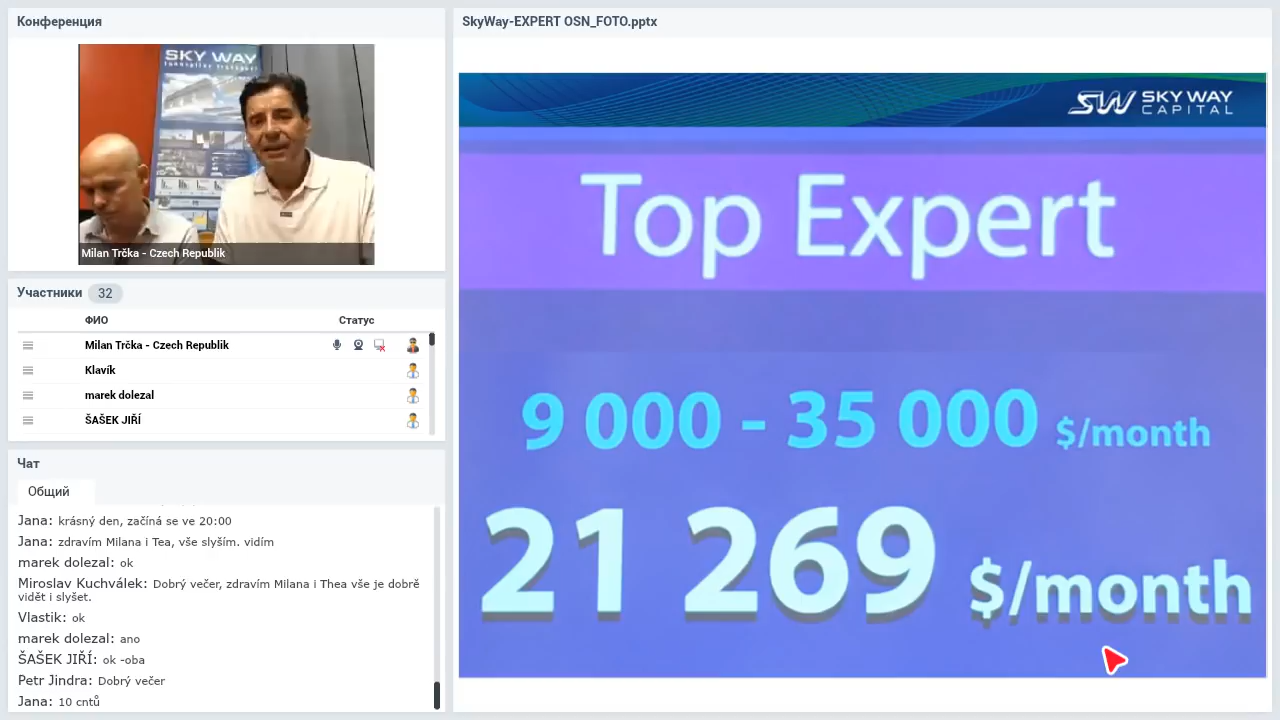 Конференция
SKY WAY
Milan Trčka - Czech Republik
Участники 32
ФИО Статус
Milan Trčka - Czech Republik
Klavík
marek dolezal
ŠAŠEK JIŘÍ
Чат
Общий
Jana: krásný den, začíná se ve 20:00
Jana: zdravím Milana i Tea, vše slyším. vidím
marek dolezal: ok
Miroslav Kuchválek: Dobrý večer, zdravím Milana i Thea vše je dobrě
vidět i slyšet.
Vlastik: ok
marek dolezal: ano
ŠAŠEK JIŘÍ: ok -oba
Petr Jindra: Dobrý večer
Jana: 10 cntů
SkyWay-EXPERT OSN_FOTO.pptx
SW SKY WAY
CAPITAL
Top Expert
9 000 - 35 000 $/month
21 269 $/month